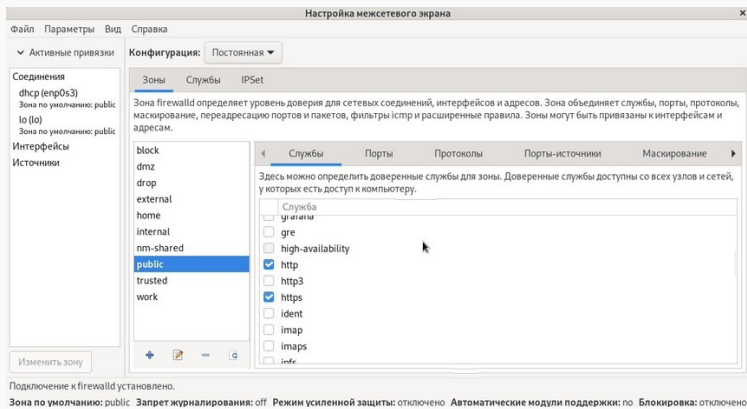 Настройка межсетевого экрана
Файл Параметры Вид Справка
Активные привязки
Конфигурация: Постоянная
Соединения
dhcp (enp0s3)
Зона по умолчанию: public
lo (lo)
Зона по умолчанию: public
Интерфейсы
Источники
Изменить зону
Зоны Службы IPSet
Зона firewalld определяет уровень доверия для сетевых соединений, интерфейсов и адресов. Зона объединяет службы, порты, протоколы,
маскирование, переадресацию портов и пакетов, фильтры icmp и расширенные правила. Зоны могут быть привязаны к интерфейсам и
адресам.
block
dmz
drop
external
home
internal
nm-shared
public
trusted
work
Службы Порты Протоколы Порты-источники Маскирование
Здесь можно определить доверенные службы для зоны. Доверенные службы доступны со всех узлов и сетей,
у которых есть доступ к компьютеру.
Служба
grafana
gre
high-availability
http
http3
https
ident
imap
imaps
ipfs
Подключение к firewalld установлено.
Зона по умолчанию: public Запрет журналирования: off Режим усиленной защиты: отключено Автоматические модули поддержки: no Блокировка: отключено